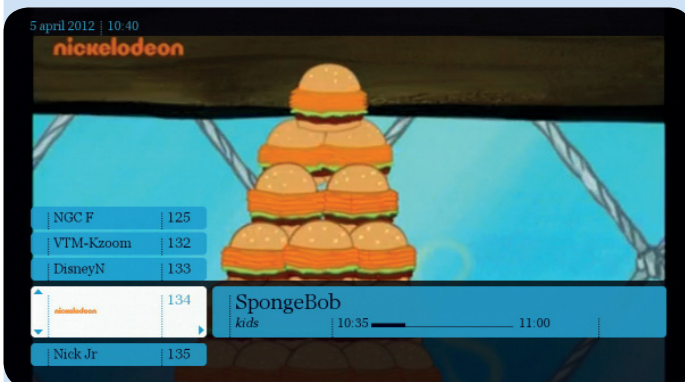 5 april 2012 10:40
nickelodeon
NGC F 125
VTM-Kzoom 132
DisneyN 133
nickelodeon 134
SpongeBob
kids 10:35 11:00
Nick Jr 135